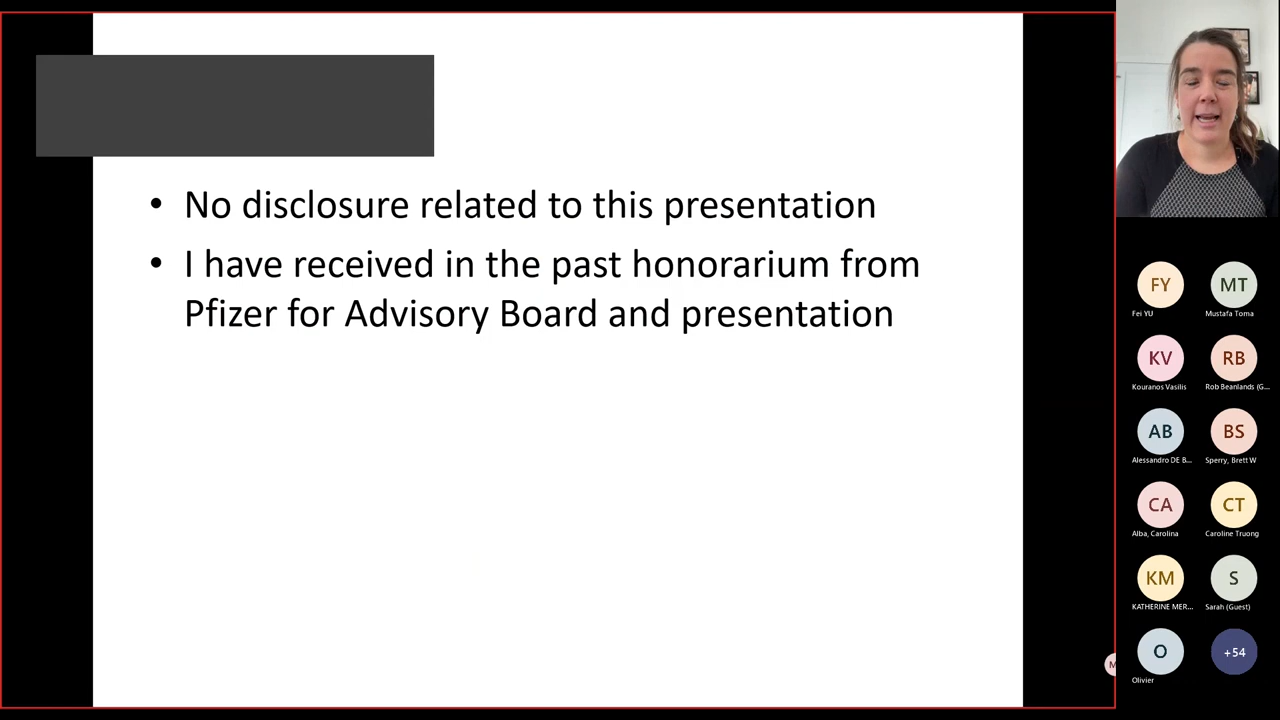 • No disclosure related to this presentation
• I have received in the past honorarium from
Pfizer for Advisory Board and presentation
FY
MT
Fei YU
Mustafa Toma
KV
RB
Kouranos Vasilis
Rob Beanlands (G...
AB
BS
Alessandro DE B...
Sperry, Brett W
CA
CT
Alba, Carolina
Caroline Truong
KM
S
KATHERINE MER...
Sarah (Guest)
O
+54
Olivier
M